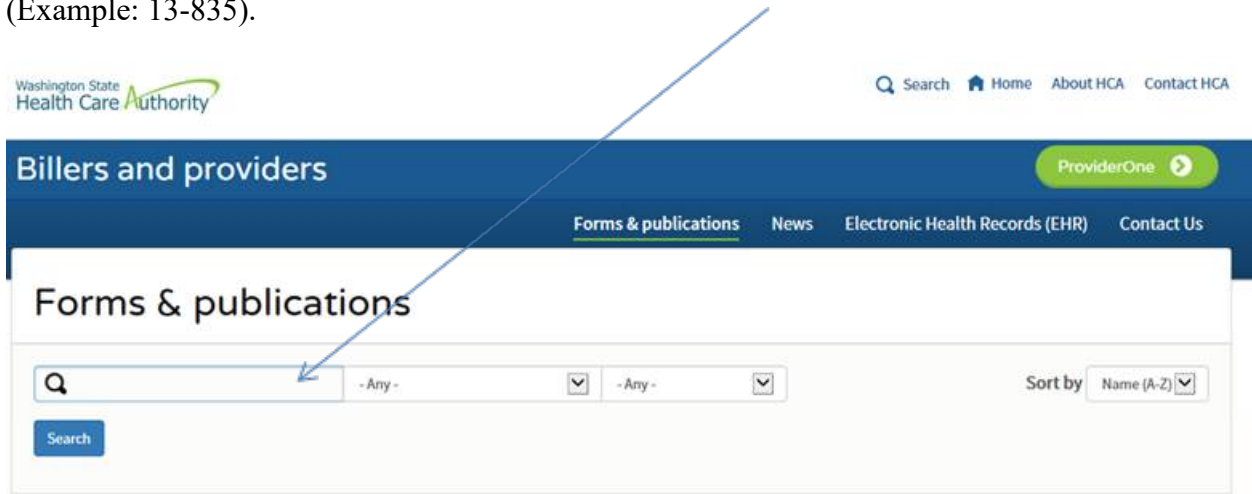 (Example: 13-835).
Washington State
Health Care Authority
Search Home About HCA Contact HCA
Billers and providers
ProviderOne
Forms & publications News Electronic Health Records (EHR) Contact Us
Forms & publications
- Any - - Any - Sort by Name (A-Z)
Search